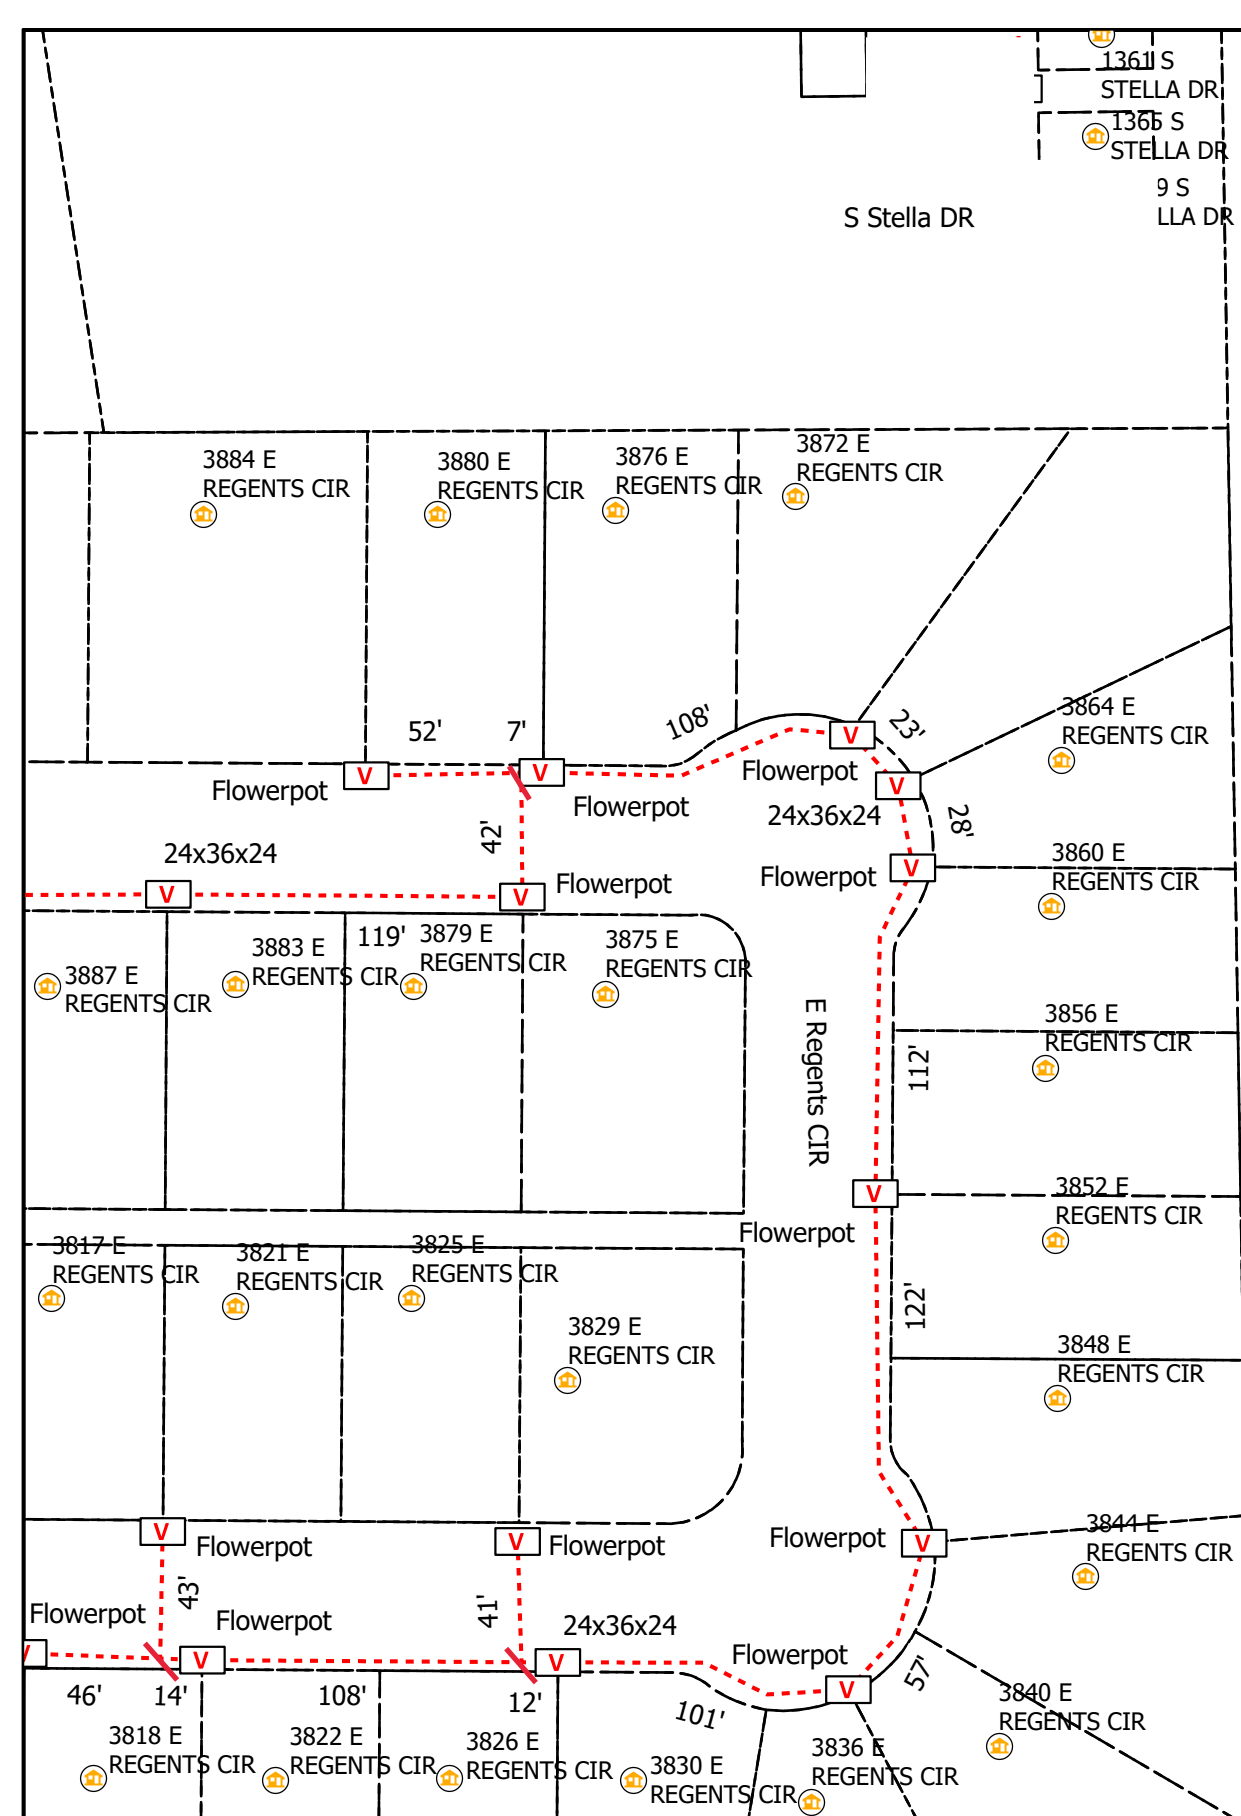 1361 S
STELLA DR
1365 S
STELLA DR
9 S
LLA DR
S Stella DR
3884 E
REGENTS CIR
3880 E
REGENTS CIR
3876 E
REGENTS CIR
3872 E
REGENTS CIR
3864 E
REGENTS CIR
52'
7'
108'
23'
V
V
V
Flowerpot
Flowerpot
Flowerpot
V
24x36x24
28'
42'
24x36x24
V
V
Flowerpot
Flowerpot
V
3860 E
REGENTS CIR
3887 E
REGENTS CIR
3883 E
REGENTS CIR
119'
3879 E
REGENTS CIR
3875 E
REGENTS CIR
E Regents CIR
3856 E
REGENTS CIR
112'
V
Flowerpot
3852 E
REGENTS CIR
3817 E
REGENTS CIR
3821 E
REGENTS CIR
3825 E
REGENTS CIR
3829 E
REGENTS CIR
122'
3848 E
REGENTS CIR
V
Flowerpot
V
Flowerpot
Flowerpot
V
3844 E
REGENTS CIR
43'
41'
Flowerpot
Flowerpot
24x36x24
V
V
V
Flowerpot
V
57'
46'
14'
108'
12'
101'
3840 E
REGENTS CIR
3818 E
REGENTS CIR
3822 E
REGENTS CIR
3826 E
REGENTS CIR
3830 E
REGENTS CIR
3836 E
REGENTS CIR